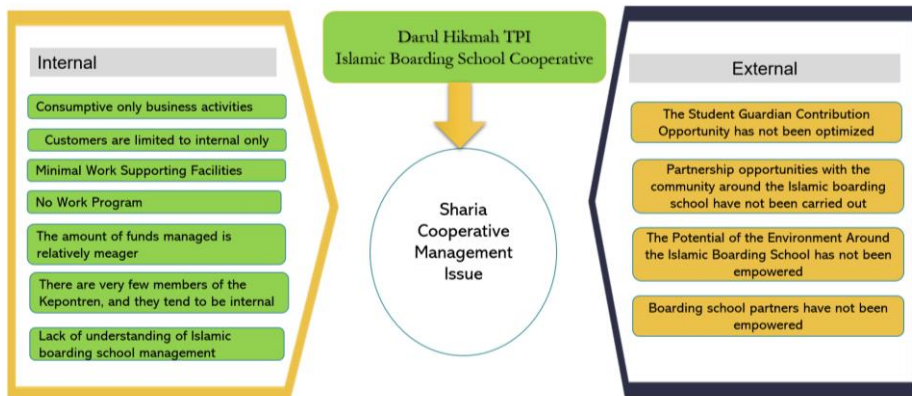 Darul Hikmah TPI
Islamic Boarding School Cooperative
Internal
Consumptive only business activities
Customers are limited to internal only
Minimal Work Supporting Facilities
No Work Program
The amount of funds managed is
relatively meager
There are very few members of the
Kepontren, and they tend to be internal
Lack of understanding of Islamic
boarding school management
Sharia
Cooperative
Management
Issue
External
The Student Guardian Contribution
Opportunity has not been optimized
Partnership opportunities with the
community around the Islamic boarding
school have not been carried out
The Potential of the Environment Around
the Islamic Boarding School has not been
empowered
Boarding school partners have not been
empowered